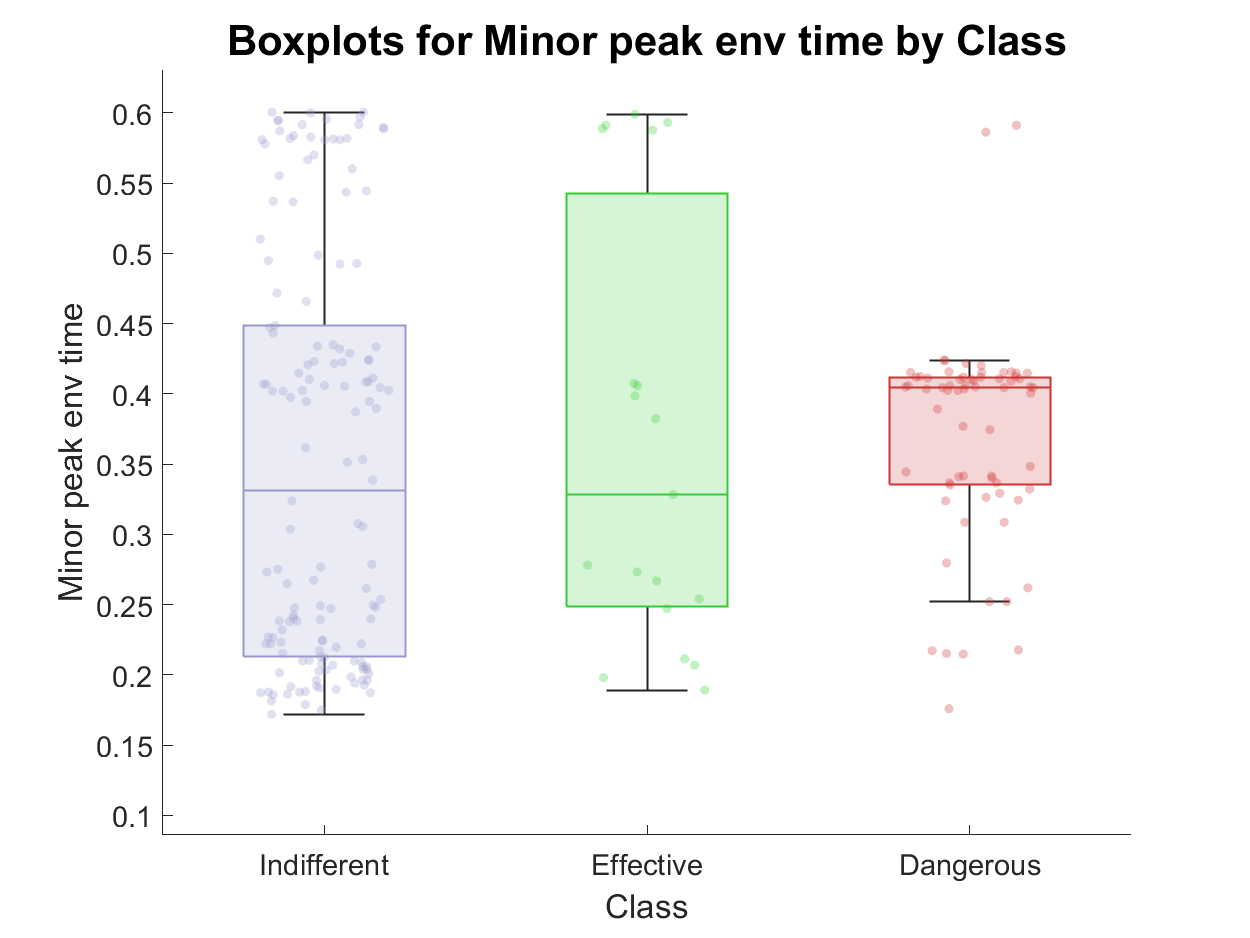 Boxplots for Minor peak env time by Class
Minor peak env time
0.6
0.55
0.5
0.45
0.4
0.35
0.3
0.25
0.2
0.15
0.1
Indifferent
Effective
Dangerous
Class